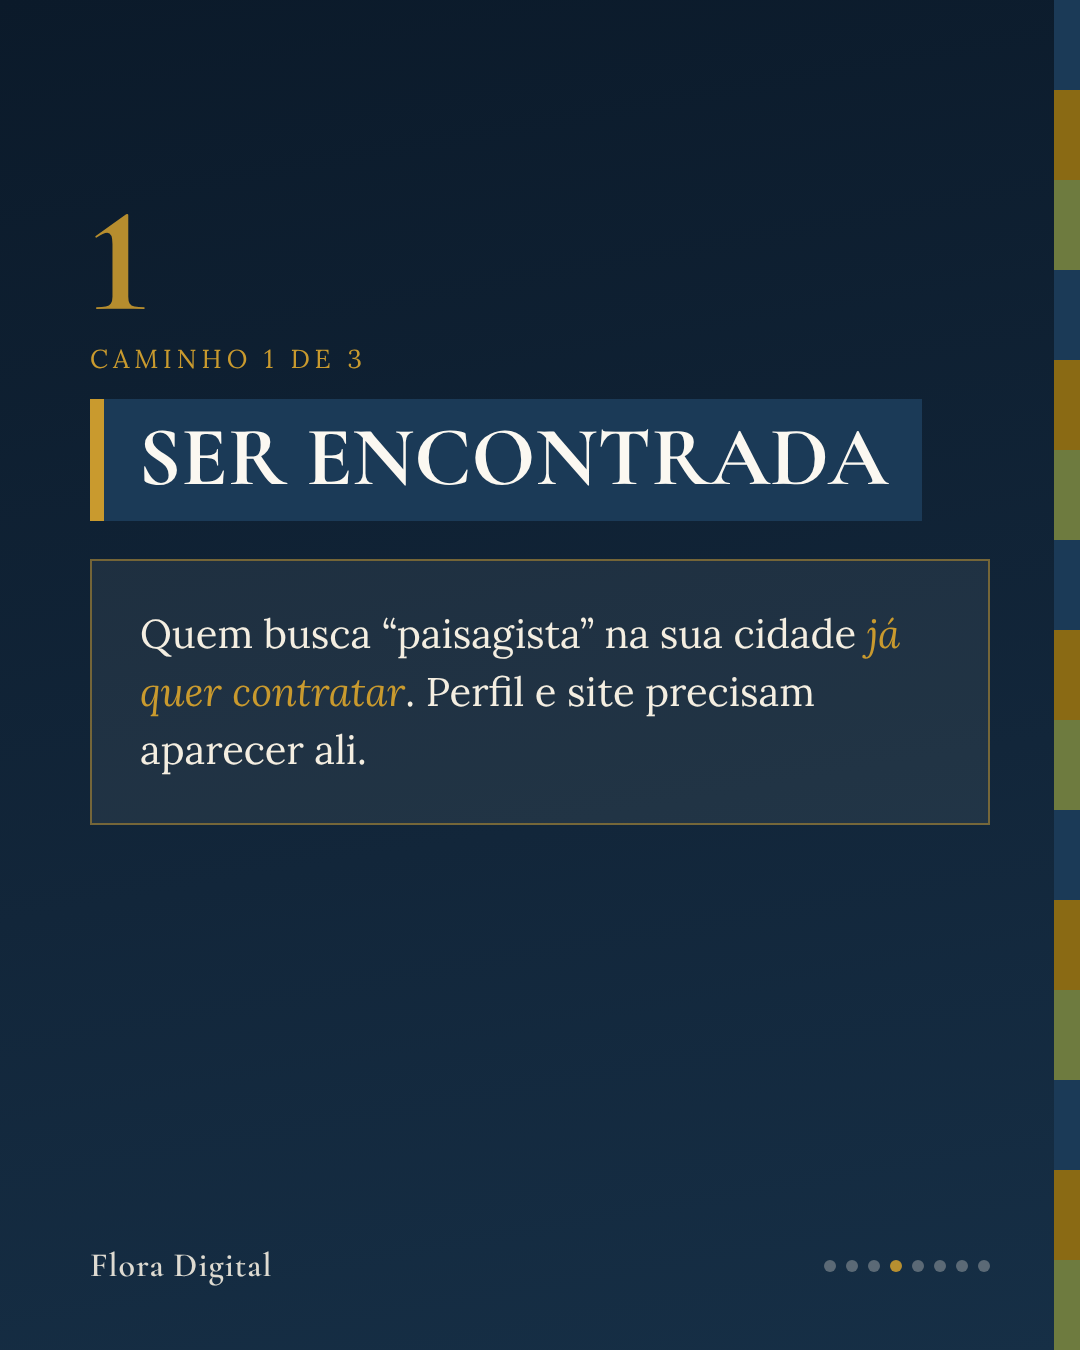 1
CAMINHO 1 DE 3
SER ENCONTRADA
Quem busca “paisagista” na sua cidade já
quer contratar. Perfil e site precisam
aparecer ali.
Flora Digital